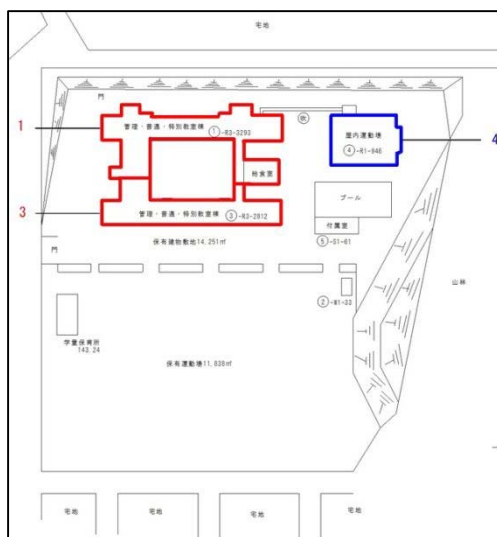 宅地
門
1
管理・普通・特別教室棟
①-R3-3293
吹
屋内運動場
④-R1-946
4
給食室
プール
3
管理・普通・特別教室棟
③-R3-2812
付属室
⑤-S1-61
門
保有建物敷地14,251㎡
山林
②-W1-33
学童保育所
143.24
保有運動場11,838㎡
宅地
宅地
宅地
宅地